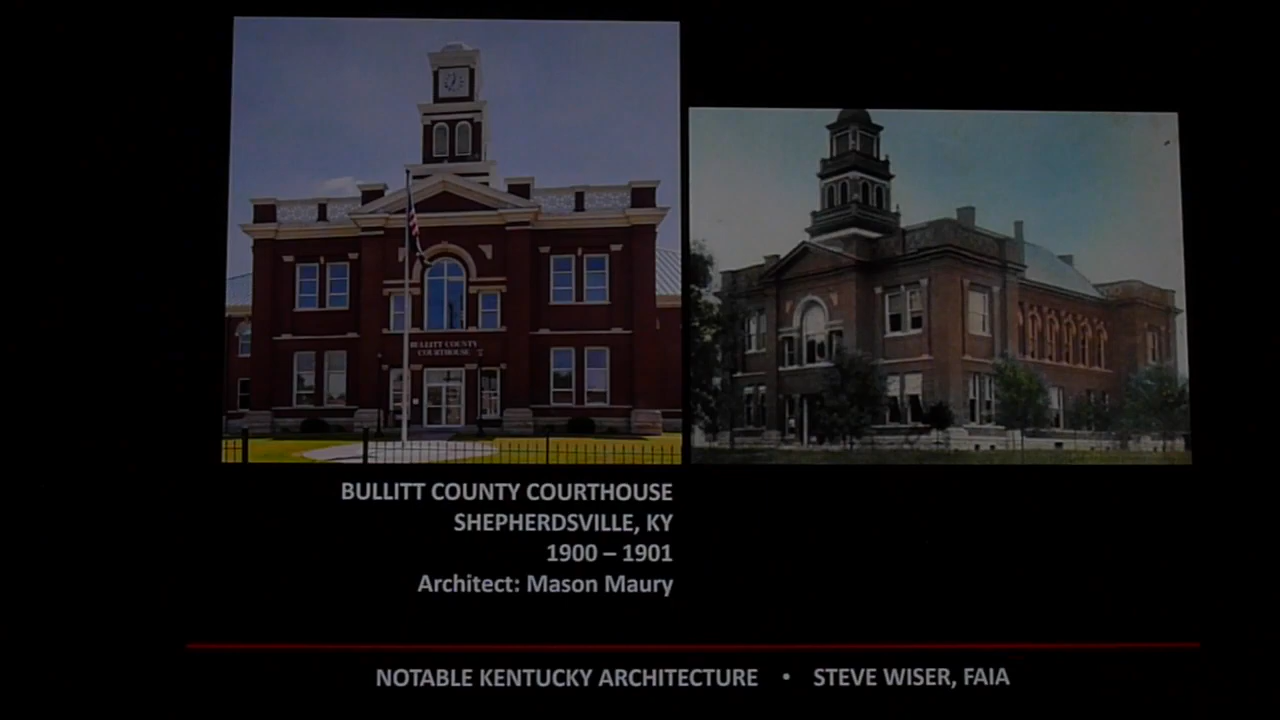 BULLITT COUNTY
COURTHOUSE
BULLITT COUNTY COURTHOUSE
SHEPHERDSVILLE, KY
1900 – 1901
Architect: Mason Maury
NOTABLE KENTUCKY ARCHITECTURE • STEVE WISER, FAIA